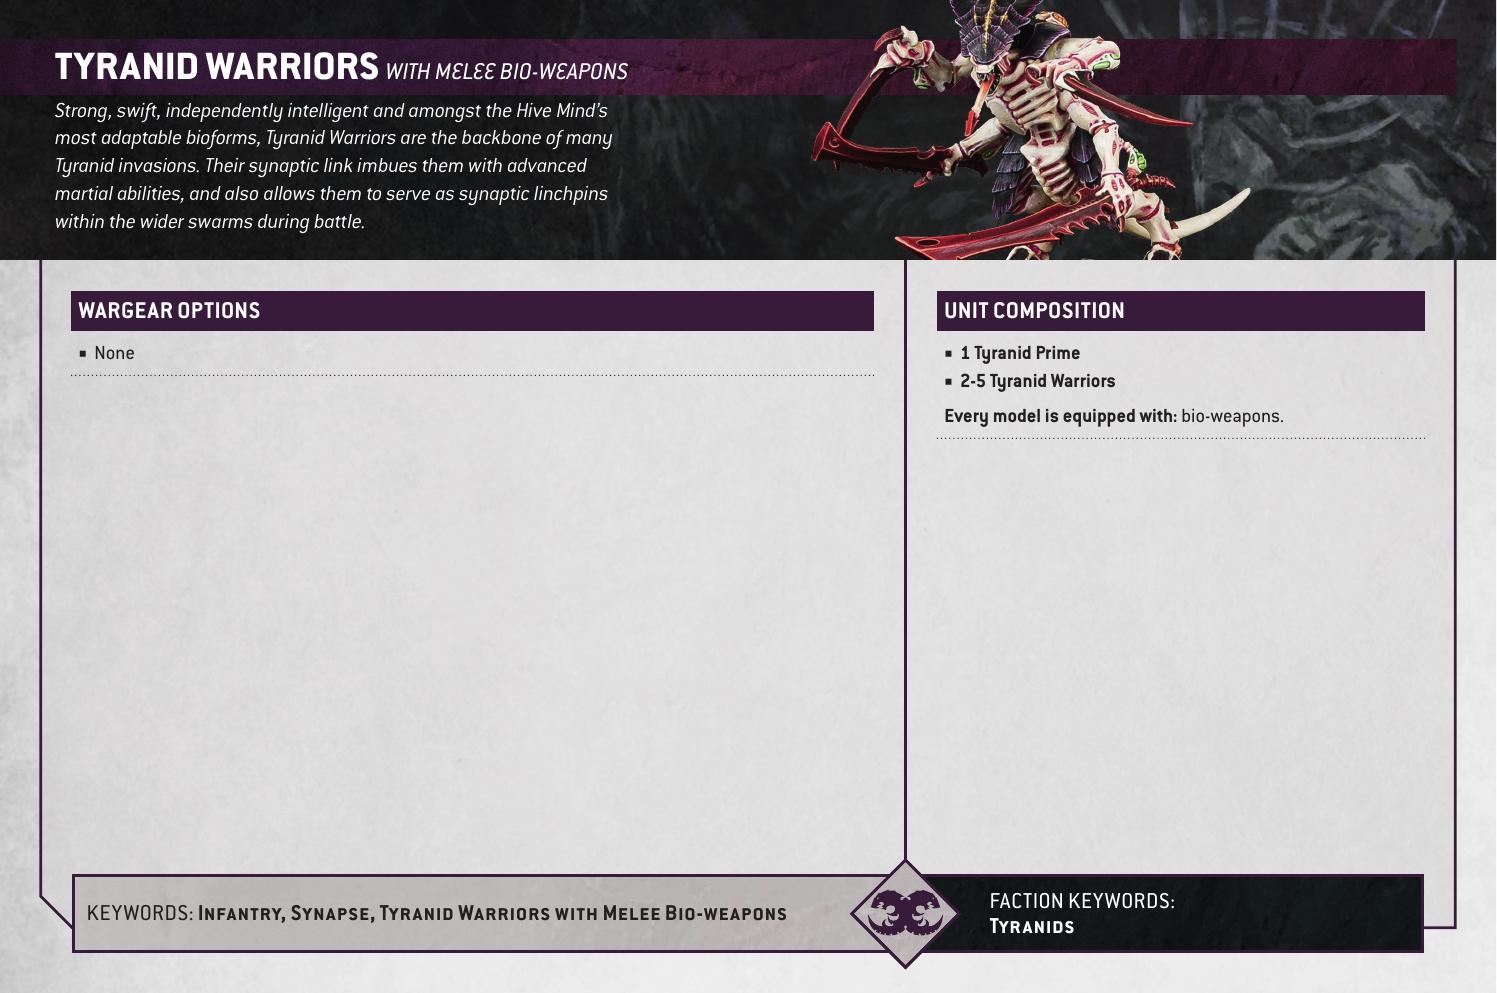 TYRANID WARRIORS WITH MELEE BIO-WEAPONS
Strong, swift, independently intelligent and amongst the Hive Mind's
most adaptable bioforms, Tyranid Warriors are the backbone of many
Tyranid invasions. Their synaptic link imbues them with advanced
martial abilities, and also allows them to serve as synaptic linchpins
within the wider swarms during battle.
WARGEAR OPTIONS
▪ None
UNIT COMPOSITION
▪ 1 Tyranid Prime
▪ 2-5 Tyranid Warriors
Every model is equipped with: bio-weapons.
KEYWORDS: Infantry, Synapse, Tyranid Warriors with Melee Bio-weapons
FACTION KEYWORDS:
Tyranids